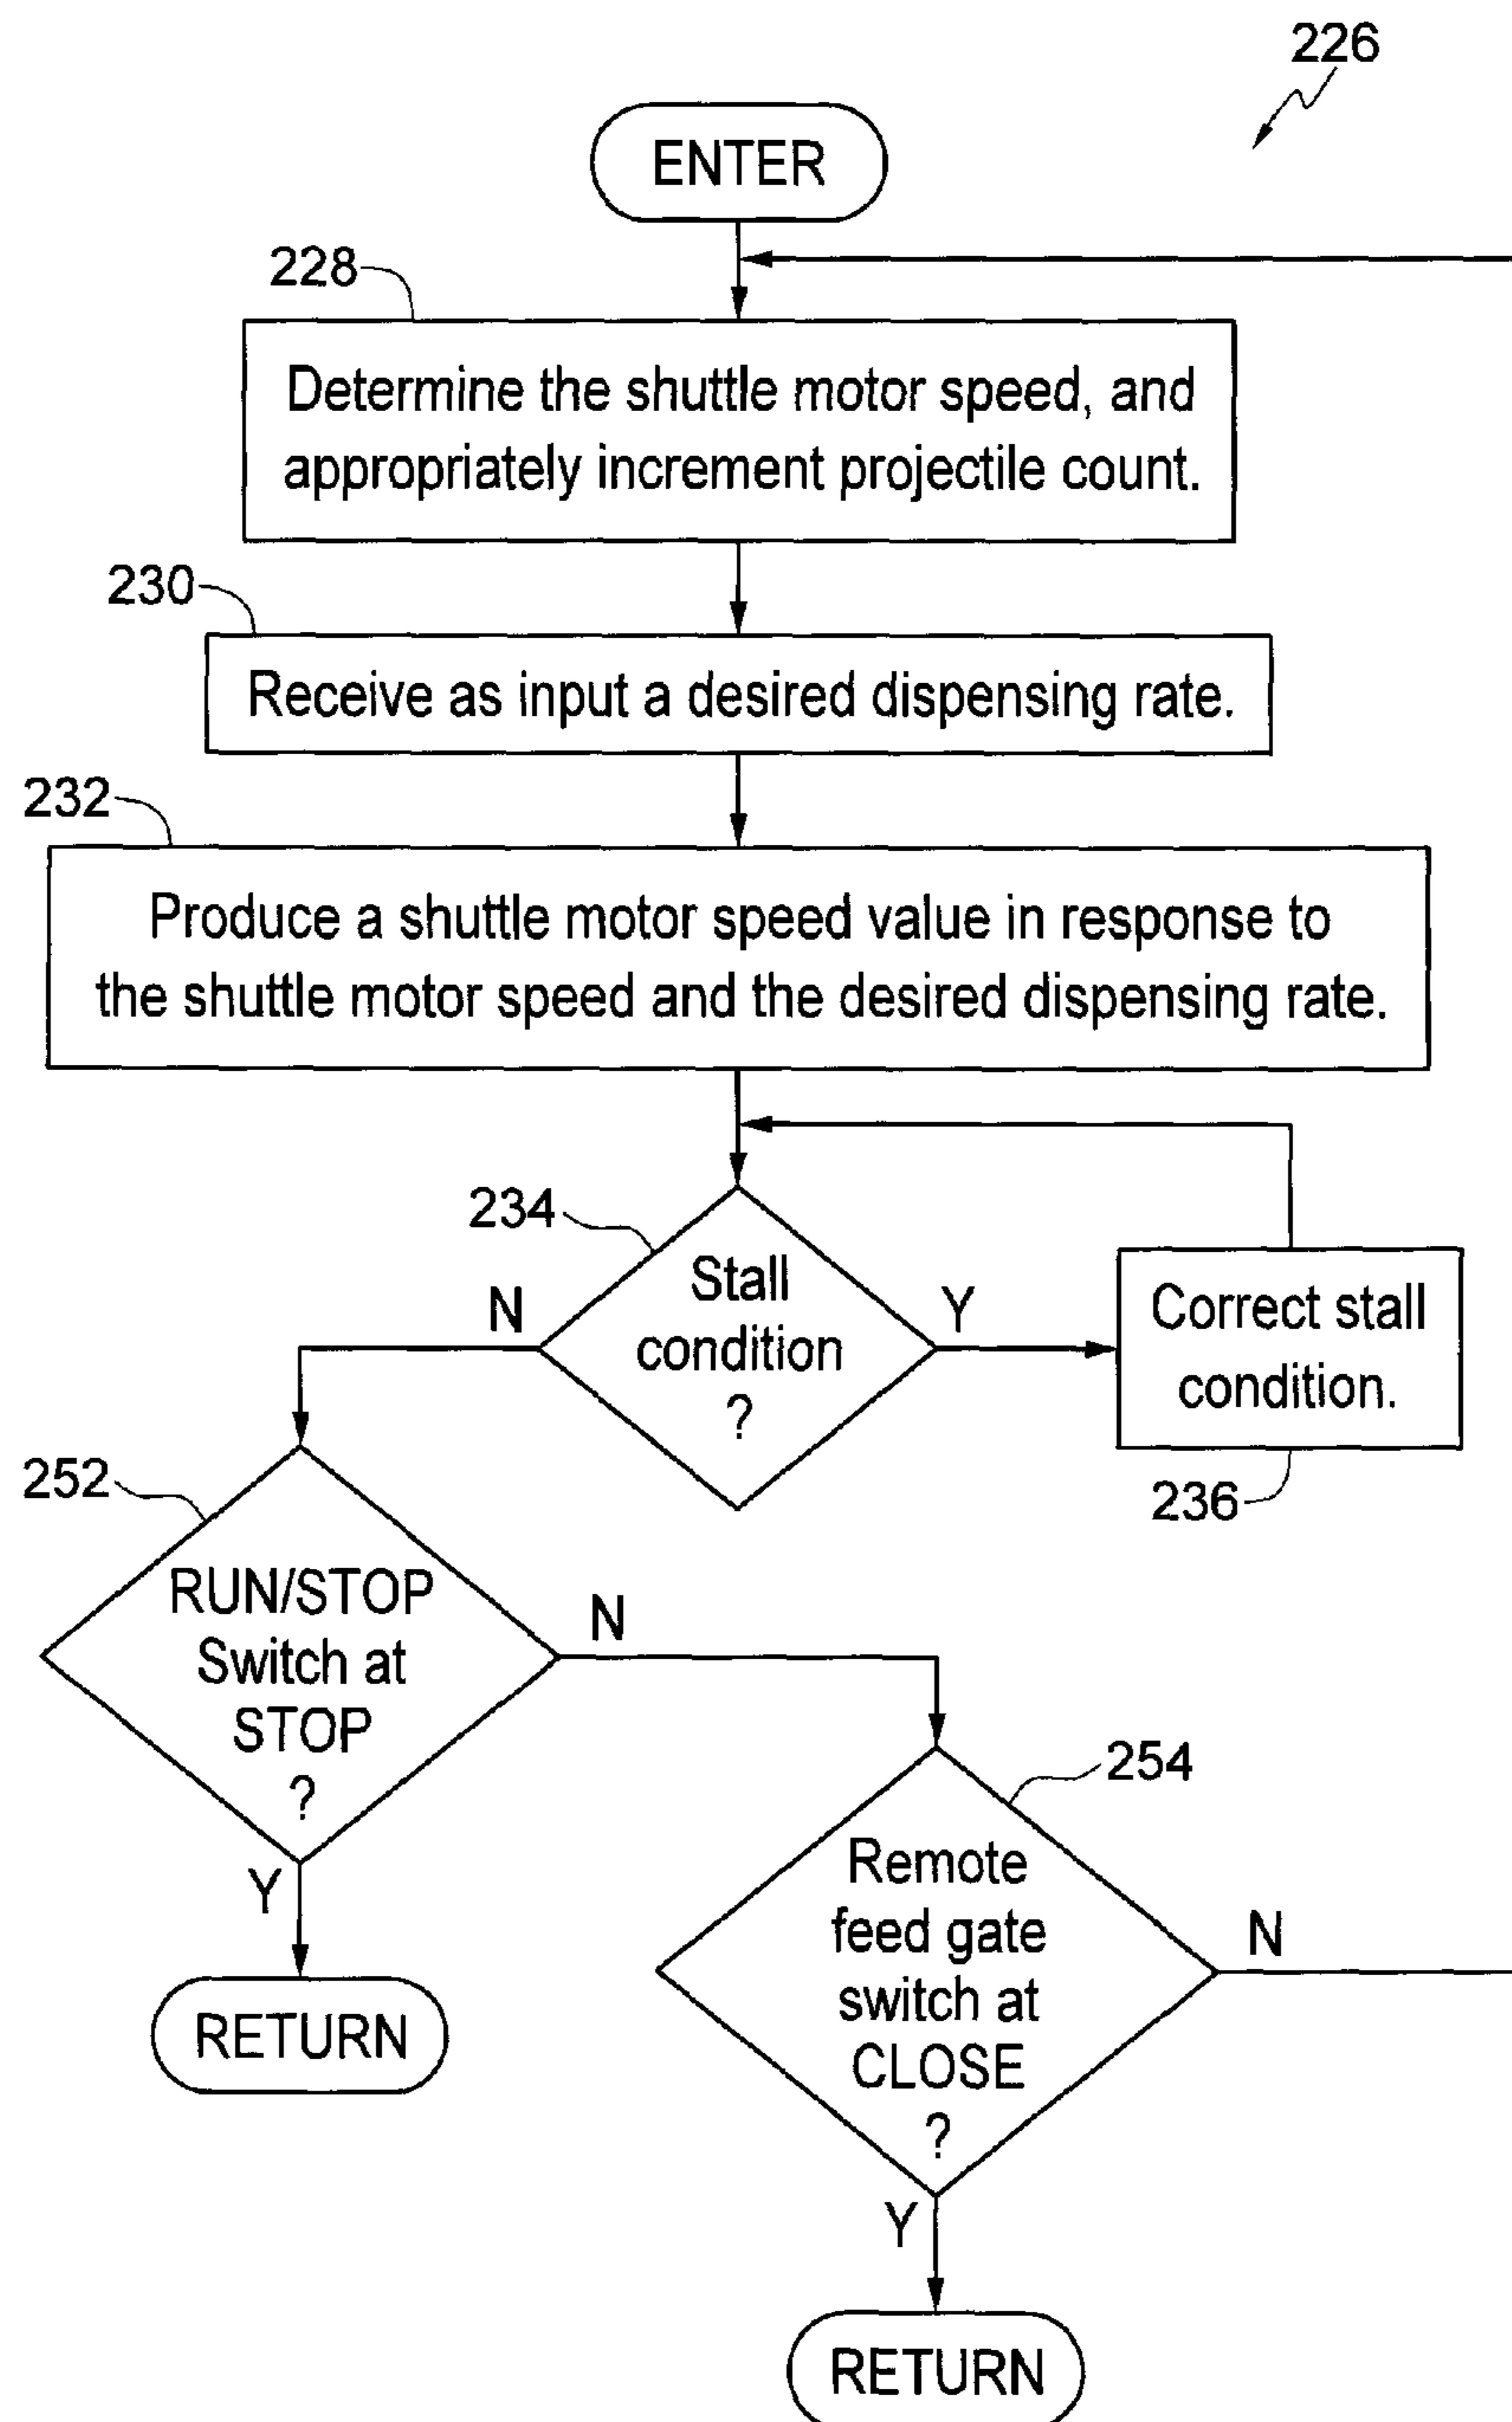 226
ENTER
228
Determine the shuttle motor speed, and
appropriately increment projectile count.
230
Receive as input a desired dispensing rate.
232
Produce a shuttle motor speed value in response to
the shuttle motor speed and the desired dispensing rate.
234
Stall
condition
?
N
Y
Correct stall
condition.
236
252
RUN/STOP
Switch at
STOP
?
N
Y
RETURN
254
Remote
feed gate
switch at
CLOSE
?
N
Y
RETURN